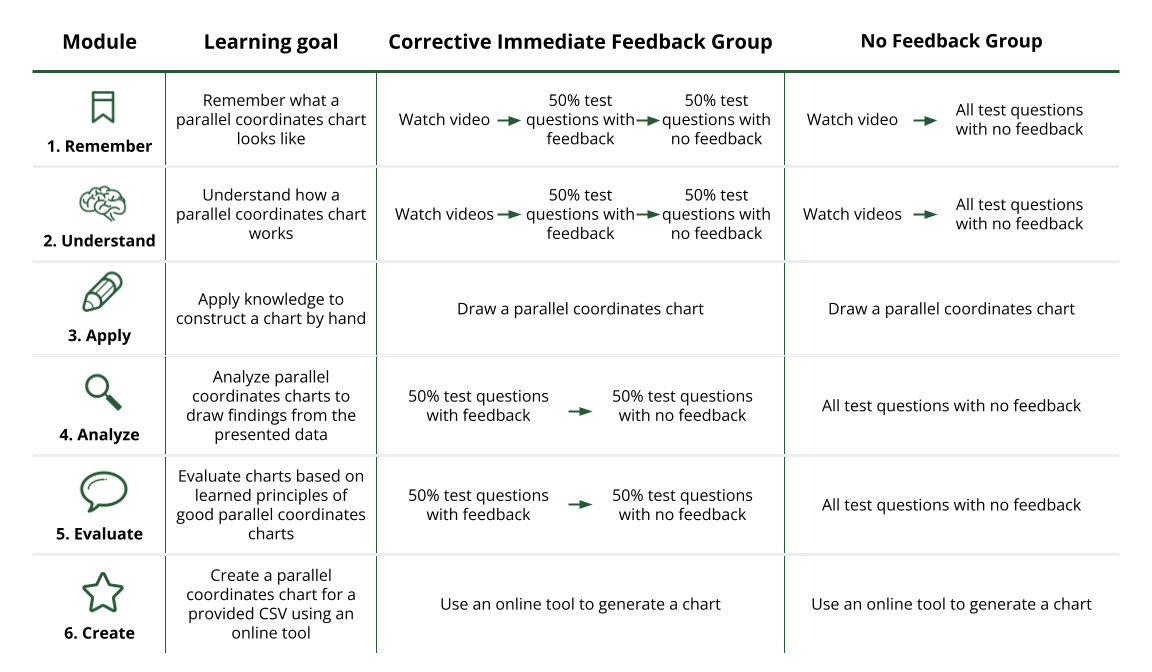 Module
Learning goal
Corrective Immediate Feedback Group
No Feedback Group
1. Remember
Remember what a
parallel coordinates chart
looks like
Watch video
50% test
questions with
feedback
50% test
questions with
no feedback
Watch video
All test questions
with no feedback
2. Understand
Understand how a
parallel coordinates chart
works
Watch videos
50% test
questions with
feedback
50% test
questions with
no feedback
Watch videos
All test questions
with no feedback
3. Apply
Apply knowledge to
construct a chart by hand
Draw a parallel coordinates chart
Draw a parallel coordinates chart
4. Analyze
Analyze parallel
coordinates charts to
draw findings from the
presented data
50% test questions
with feedback
50% test questions
with no feedback
All test questions with no feedback
5. Evaluate
Evaluate charts based on
learned principles of
good parallel coordinates
charts
50% test questions
with feedback
50% test questions
with no feedback
All test questions with no feedback
6. Create
Create a parallel
coordinates chart for a
provided CSV using an
online tool
Use an online tool to generate a chart
Use an online tool to generate a chart